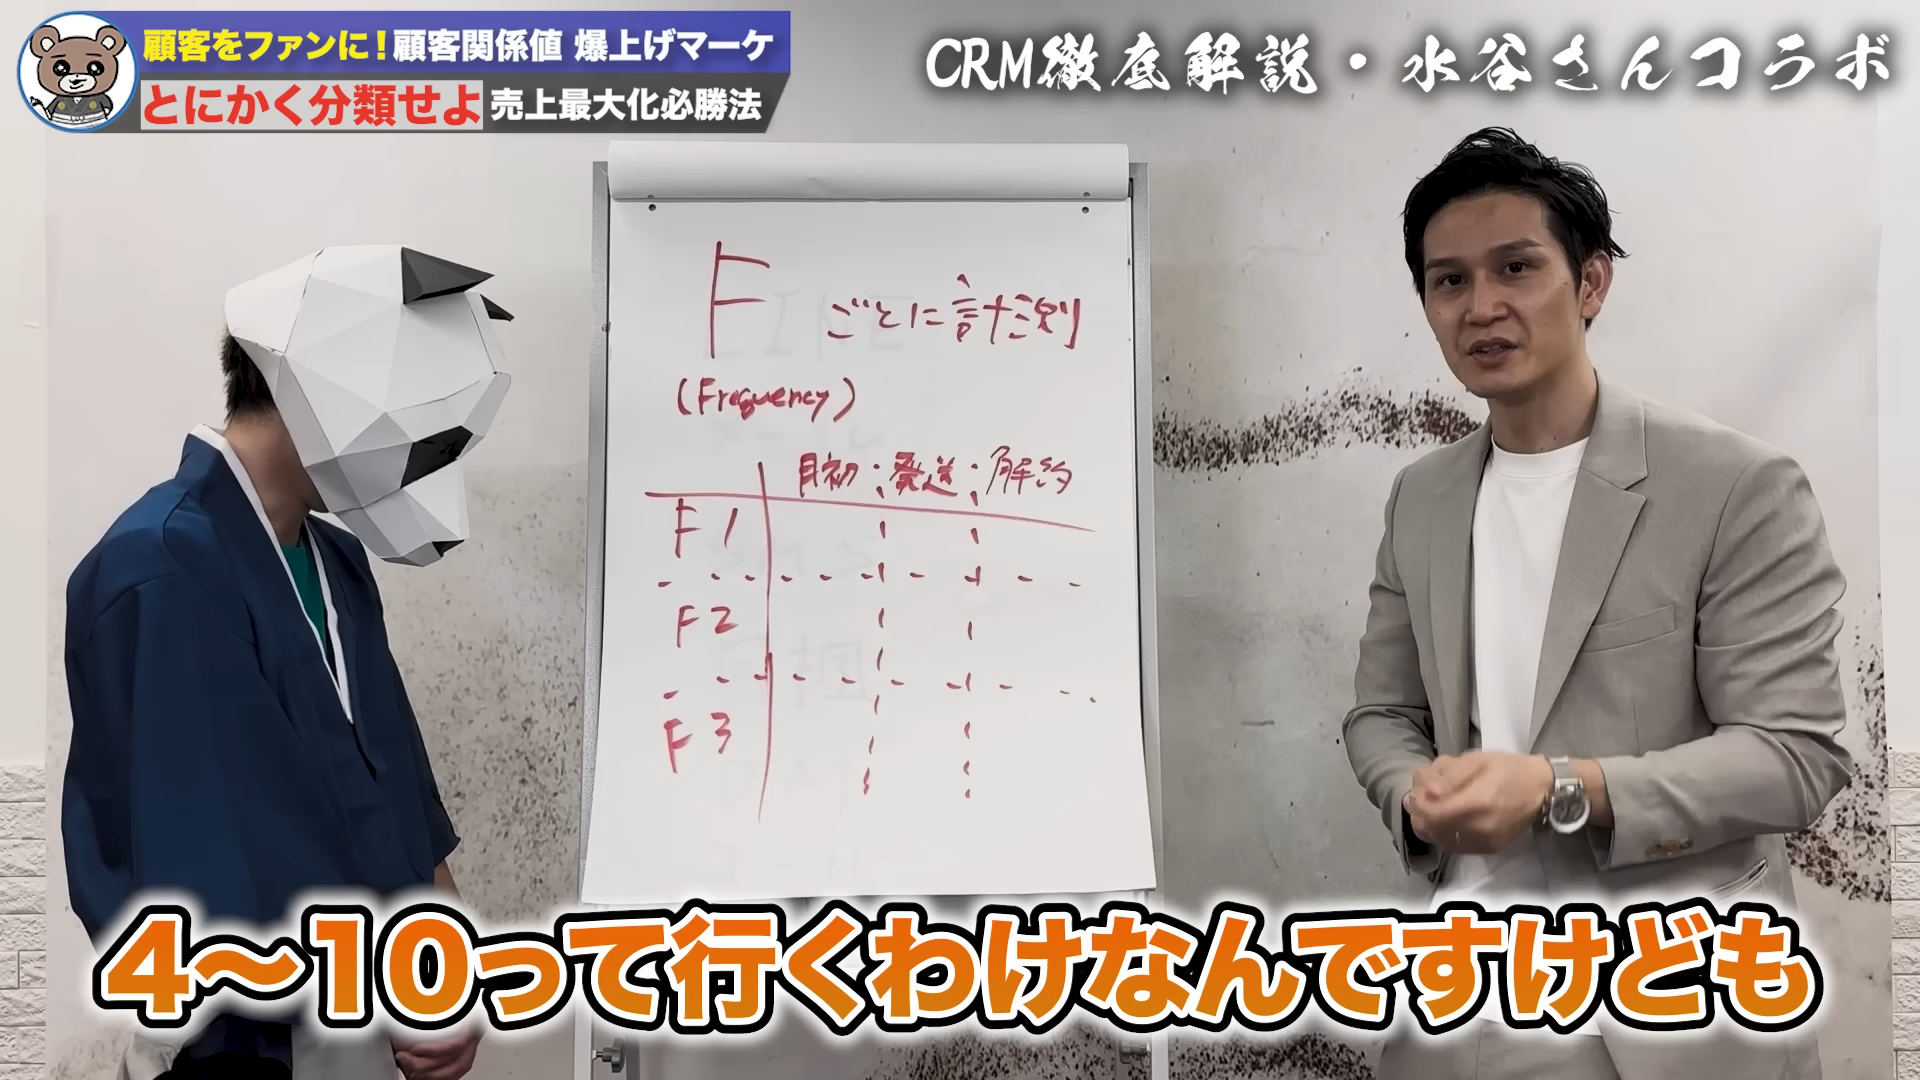 顧客をファンに！顧客関係値 爆上げマーケ
とにかく分類せよ 売上最大化必勝法
CRM徹底解説・水谷さんコラボ
F ごとに計測
(Frequency)
月初 発送 解約
F1
F2
F3
4〜10って行くわけなんですけども